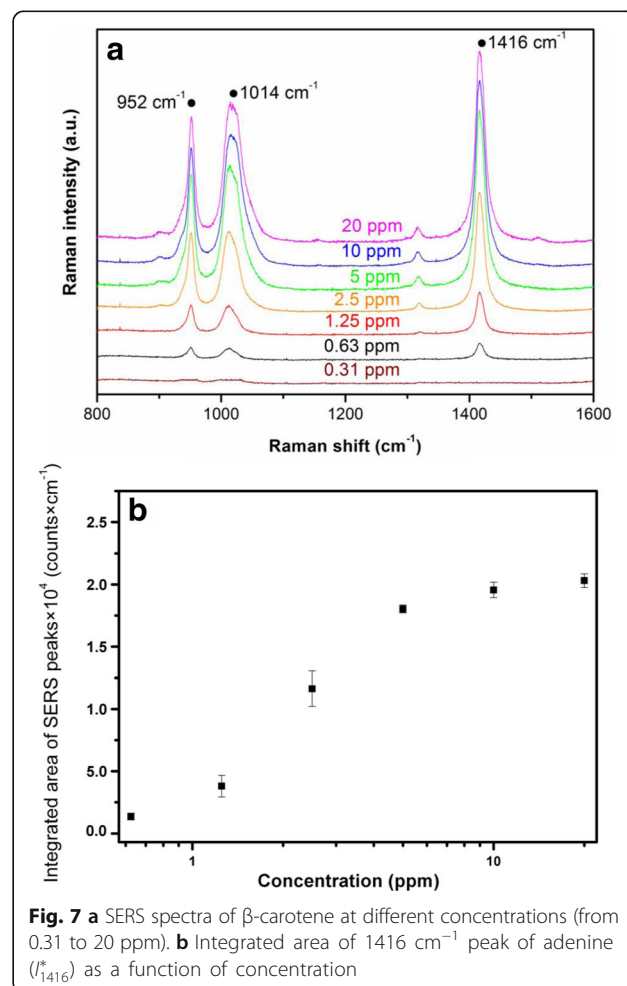 a
1416 cm⁻¹
952 cm⁻¹
1014 cm⁻¹
20 ppm
10 ppm
5 ppm
2.5 ppm
1.25 ppm
0.63 ppm
0.31 ppm
Raman intensity (a.u.)
800 1000 1200 1400 1600
Raman shift (cm⁻¹)
b
Integrated area of SERS peaks×10⁴ (counts×cm⁻¹)
2.5
2.0
1.5
1.0
5.0
0.0
1 10
Concentration (ppm)
Fig. 7 a SERS spectra of β-carotene at different concentrations (from
0.31 to 20 ppm). b Integrated area of 1416 cm⁻¹ peak of adenine
(I*₁₄₁₆) as a function of concentration